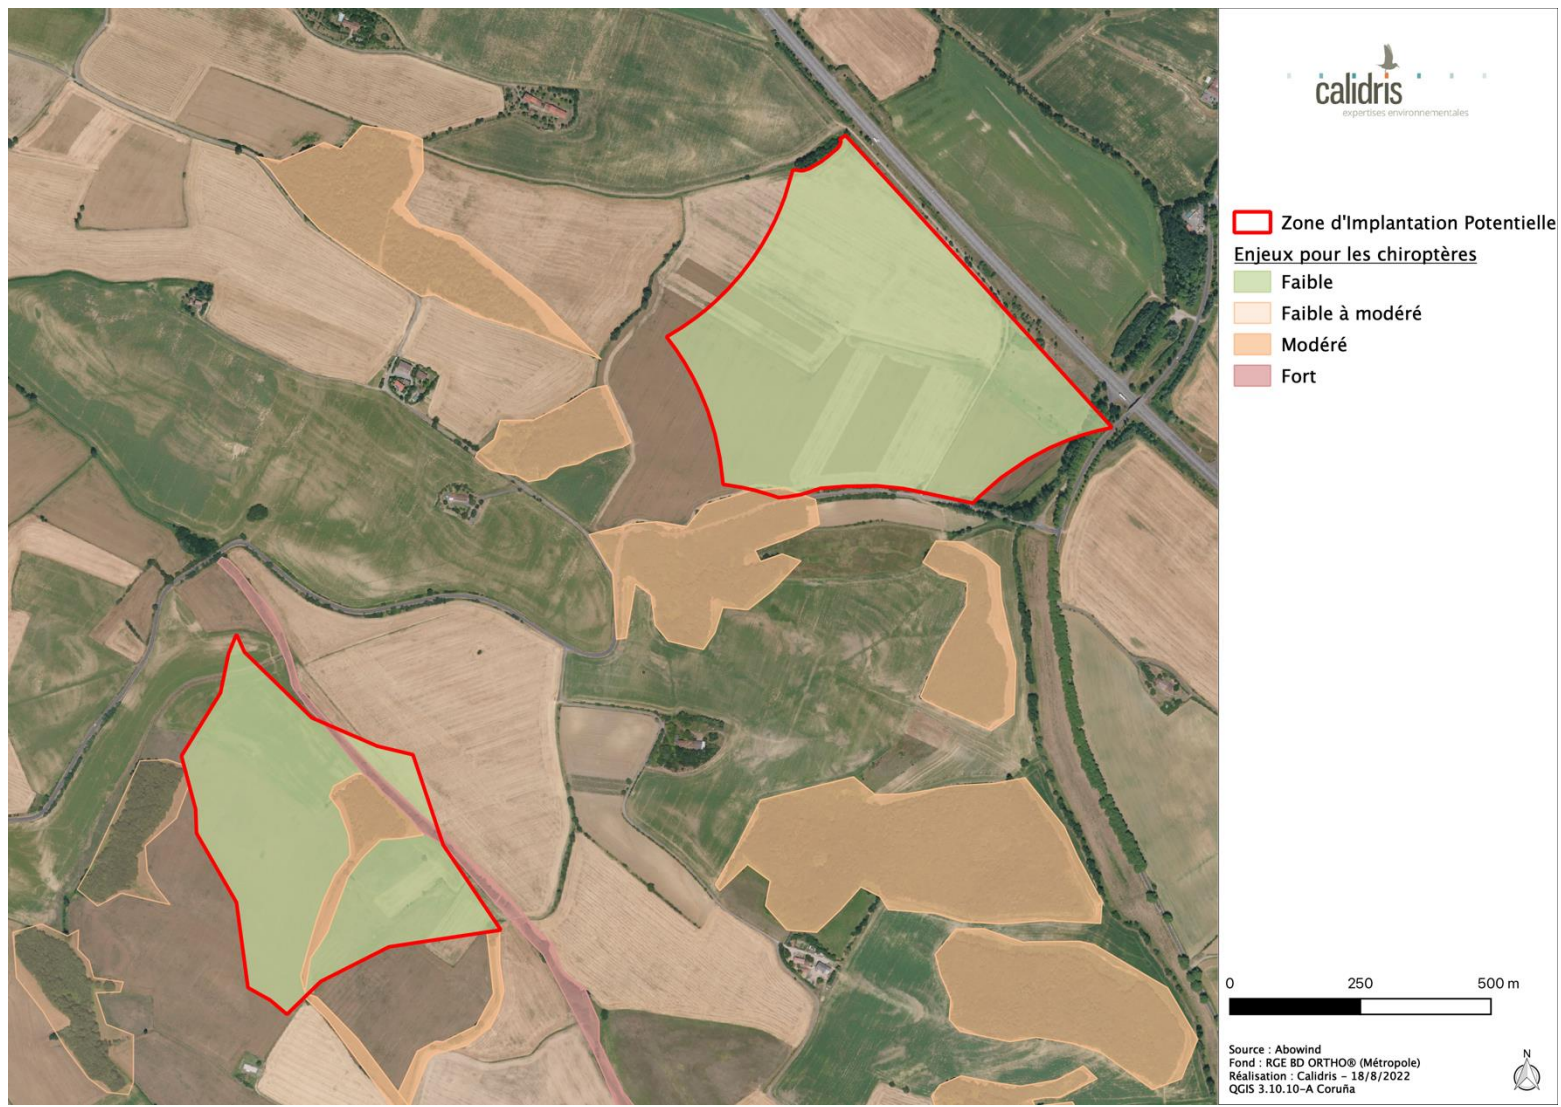 calidris
expertises environnementales
Zone d'Implantation Potentielle
Enjeux pour les chiroptères
Faible
Faible à modéré
Modéré
Fort
0 250 500 m
Source : Abowind
Fond : RGE BD ORTHO® (Métropole)
Réalisation : Calidris - 18/8/2022
QGIS 3.10.10-A Coruña
N